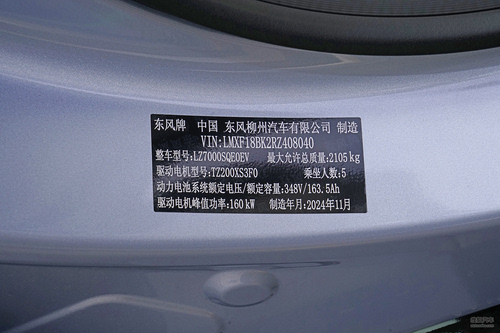 东风牌 中国 东风柳州汽车有限公司 制造
VIN:LMXF18BK2RZ408040
整车型号:LZ7000SQE0EV 最大允许总质量:2105 kg
驱动电机型号:TZ200XS3F0 乘坐人数:5
动力电池系统额定电压/额定容量:348V/163.5Ah
驱动电机峰值功率:160 kW 制造年月:2024年11月